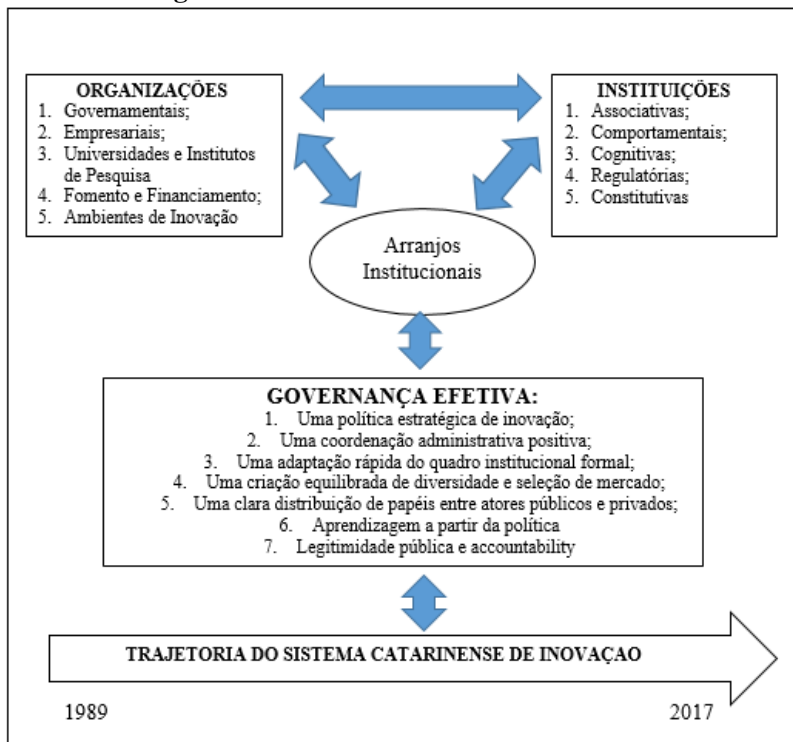 ORGANIZAÇÕES
1. Governamentais;
2. Empresariais;
3. Universidades e Institutos
de Pesquisa
4. Fomento e Financiamento;
5. Ambientes de Inovação
INSTITUIÇÕES
1. Associativas;
2. Comportamentais;
3. Cognitivas;
4. Regulatórias;
5. Constitutivas
Arranjos
Institucionais
GOVERNANÇA EFETIVA:
1. Uma política estratégica de inovação;
2. Uma coordenação administrativa positiva;
3. Uma adaptação rápida do quadro institucional formal;
4. Uma criação equilibrada de diversidade e seleção de mercado;
5. Uma clara distribuição de papéis entre atores públicos e privados;
6. Aprendizagem a partir da política
7. Legitimidade pública e accountability
TRAJETORIA DO SISTEMA CATARINENSE DE INOVAÇAO
1989
2017